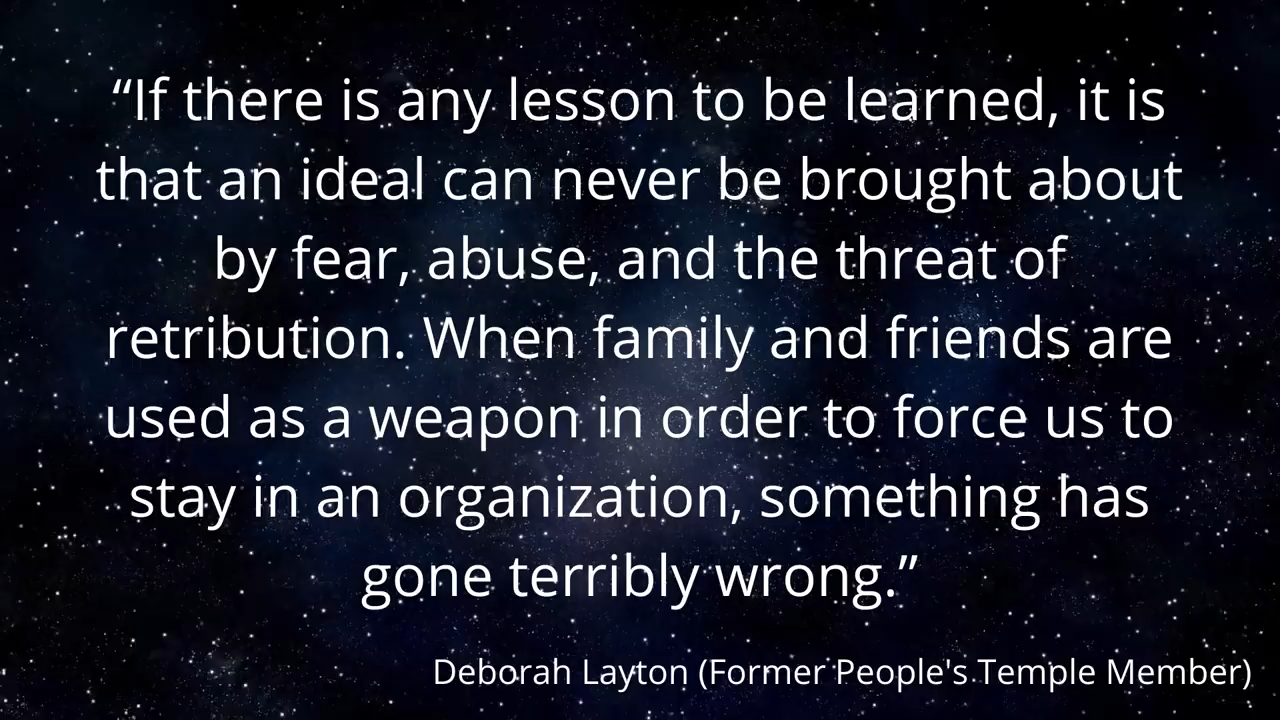 “If there is any lesson to be learned, it is
that an ideal can never be brought about
by fear, abuse, and the threat of
retribution. When family and friends are
used as a weapon in order to force us to
stay in an organization, something has
gone terribly wrong.”
Deborah Layton (Former People's Temple Member)